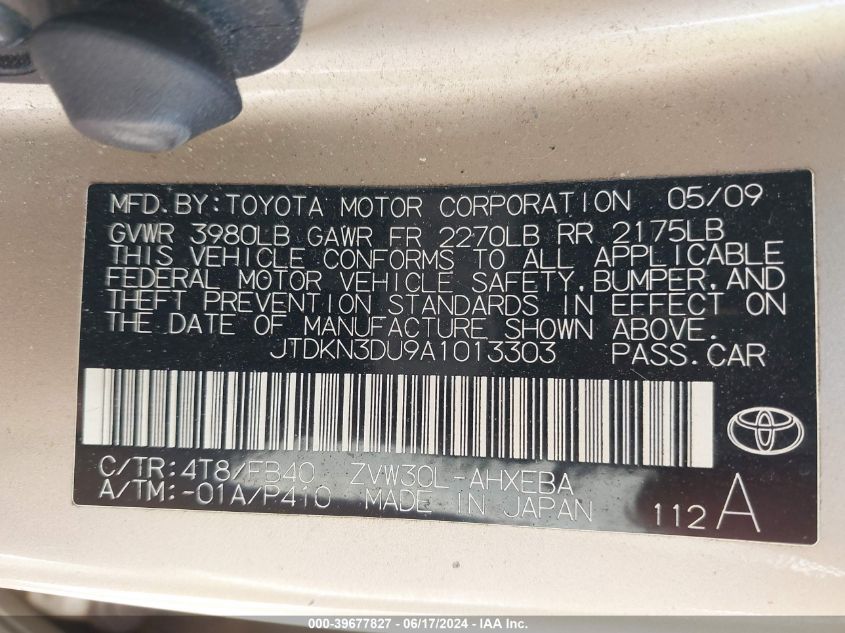 MFD.BY:TOYOTA MOTOR CORPORATION 05/09
GVWR 3980LB GAWR FR 2270LB RR 2175LB
THIS VEHICLE CONFORMS TO ALL APPLICABLE
FEDERAL MOTOR VEHICLE SAFETY, BUMPER, AND
THEFT PREVENTION STANDARDS IN EFFECT ON
THE DATE OF MANUFACTURE SHOWN ABOVE.
JTDKN3DU9A1013303 PASS.CAR
C/TR:4T8/FB40 ZVW30L-AHXEBA
A/TM:-01A/P410 MADE IN JAPAN
112 A
000-39677827 - 06/17/2024 - IAA Inc.